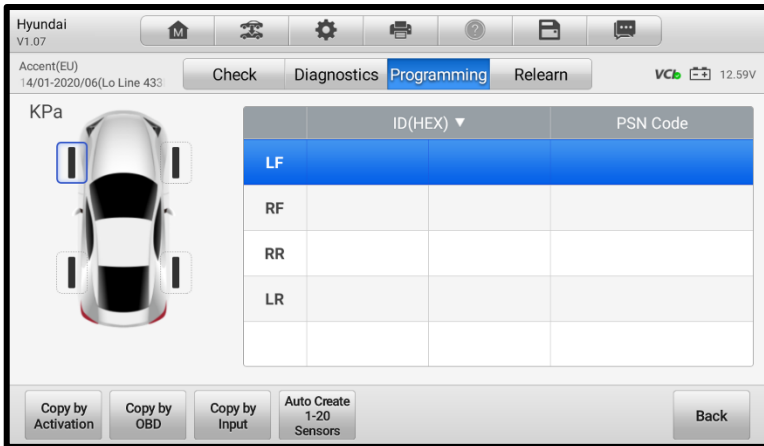 Hyundai
V1.07
M
Accent(EU)
14/01-2020/06(Lo Line 433
Check
Diagnostics
Programming
Relearn
VCb
12.59V
KPa
ID(HEX) ▼
PSN Code
LF
RF
RR
LR
Copy by
Activation
Copy by
OBD
Copy by
Input
Auto Create
1-20
Sensors
Back